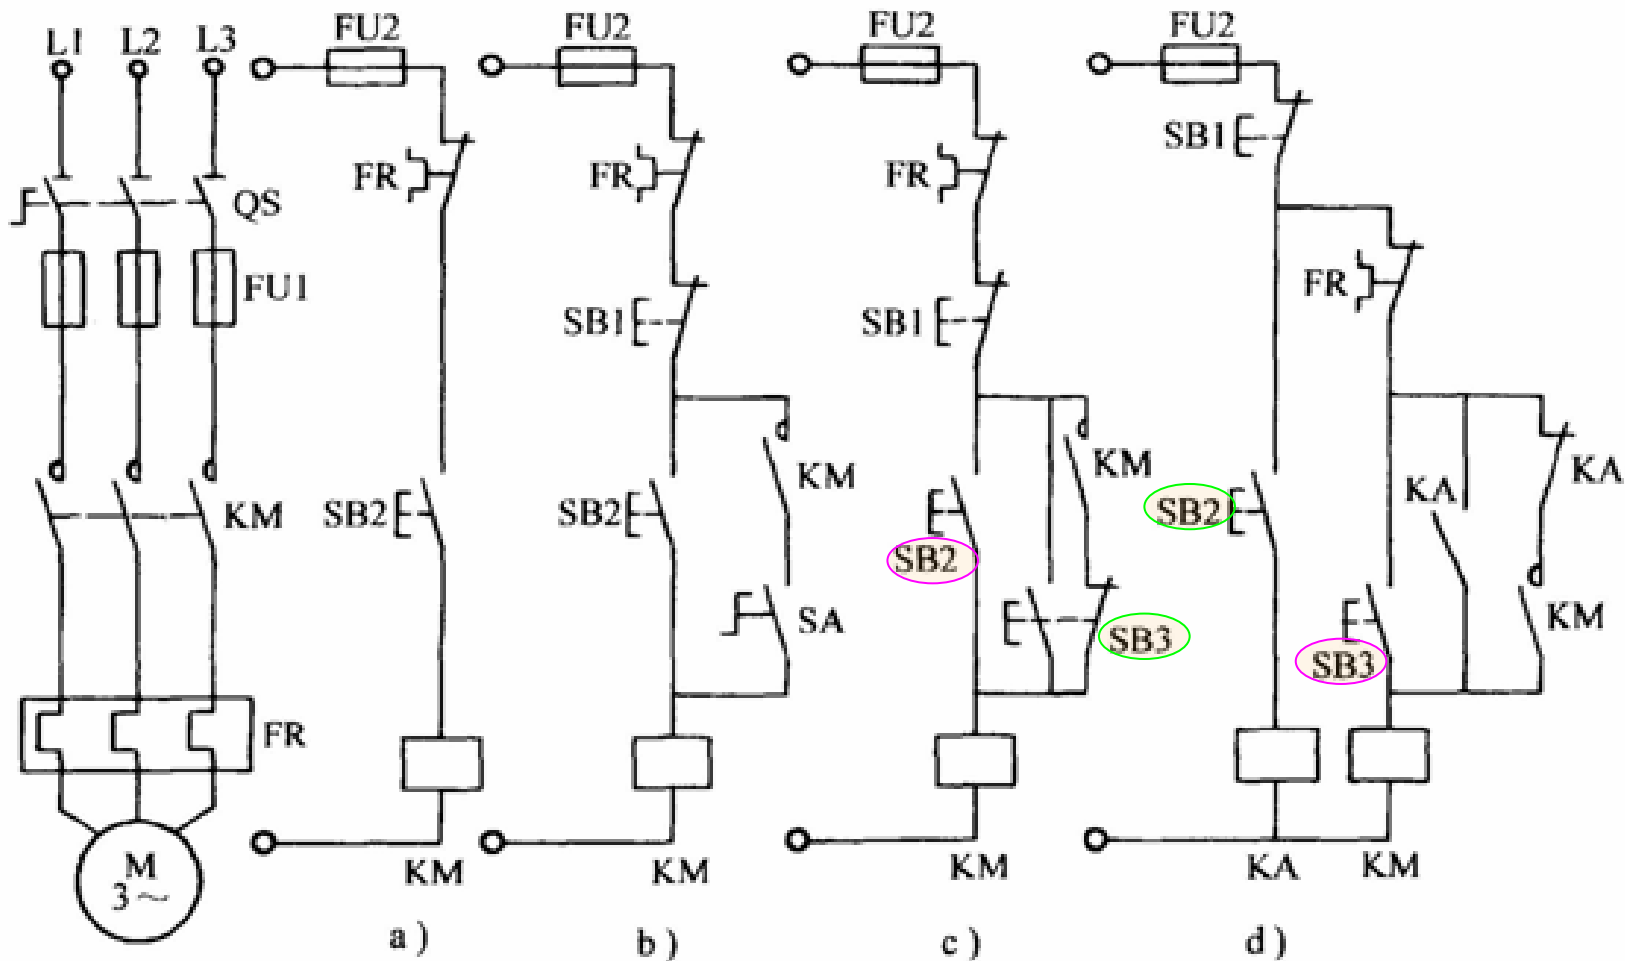 L1 L2 L3
QS
FU1
KM
FR
M
3~
FU2
FR
SB2
KM
a)
FU2
FR
SB1
SB2
KM
SA
KM
b)
FU2
FR
SB1
SB2
KM
SB3
KM
c)
FU2
SB1
FR
SB2
KA
KA
SB3
KM
KA
KM
d)